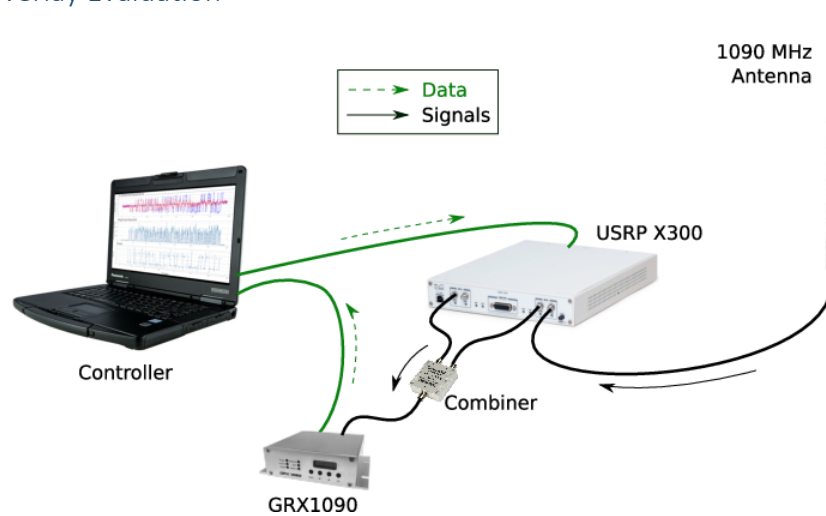 1090 MHz
Antenna
Data
Signals
USRP X300
Controller
Combiner
GRX1090